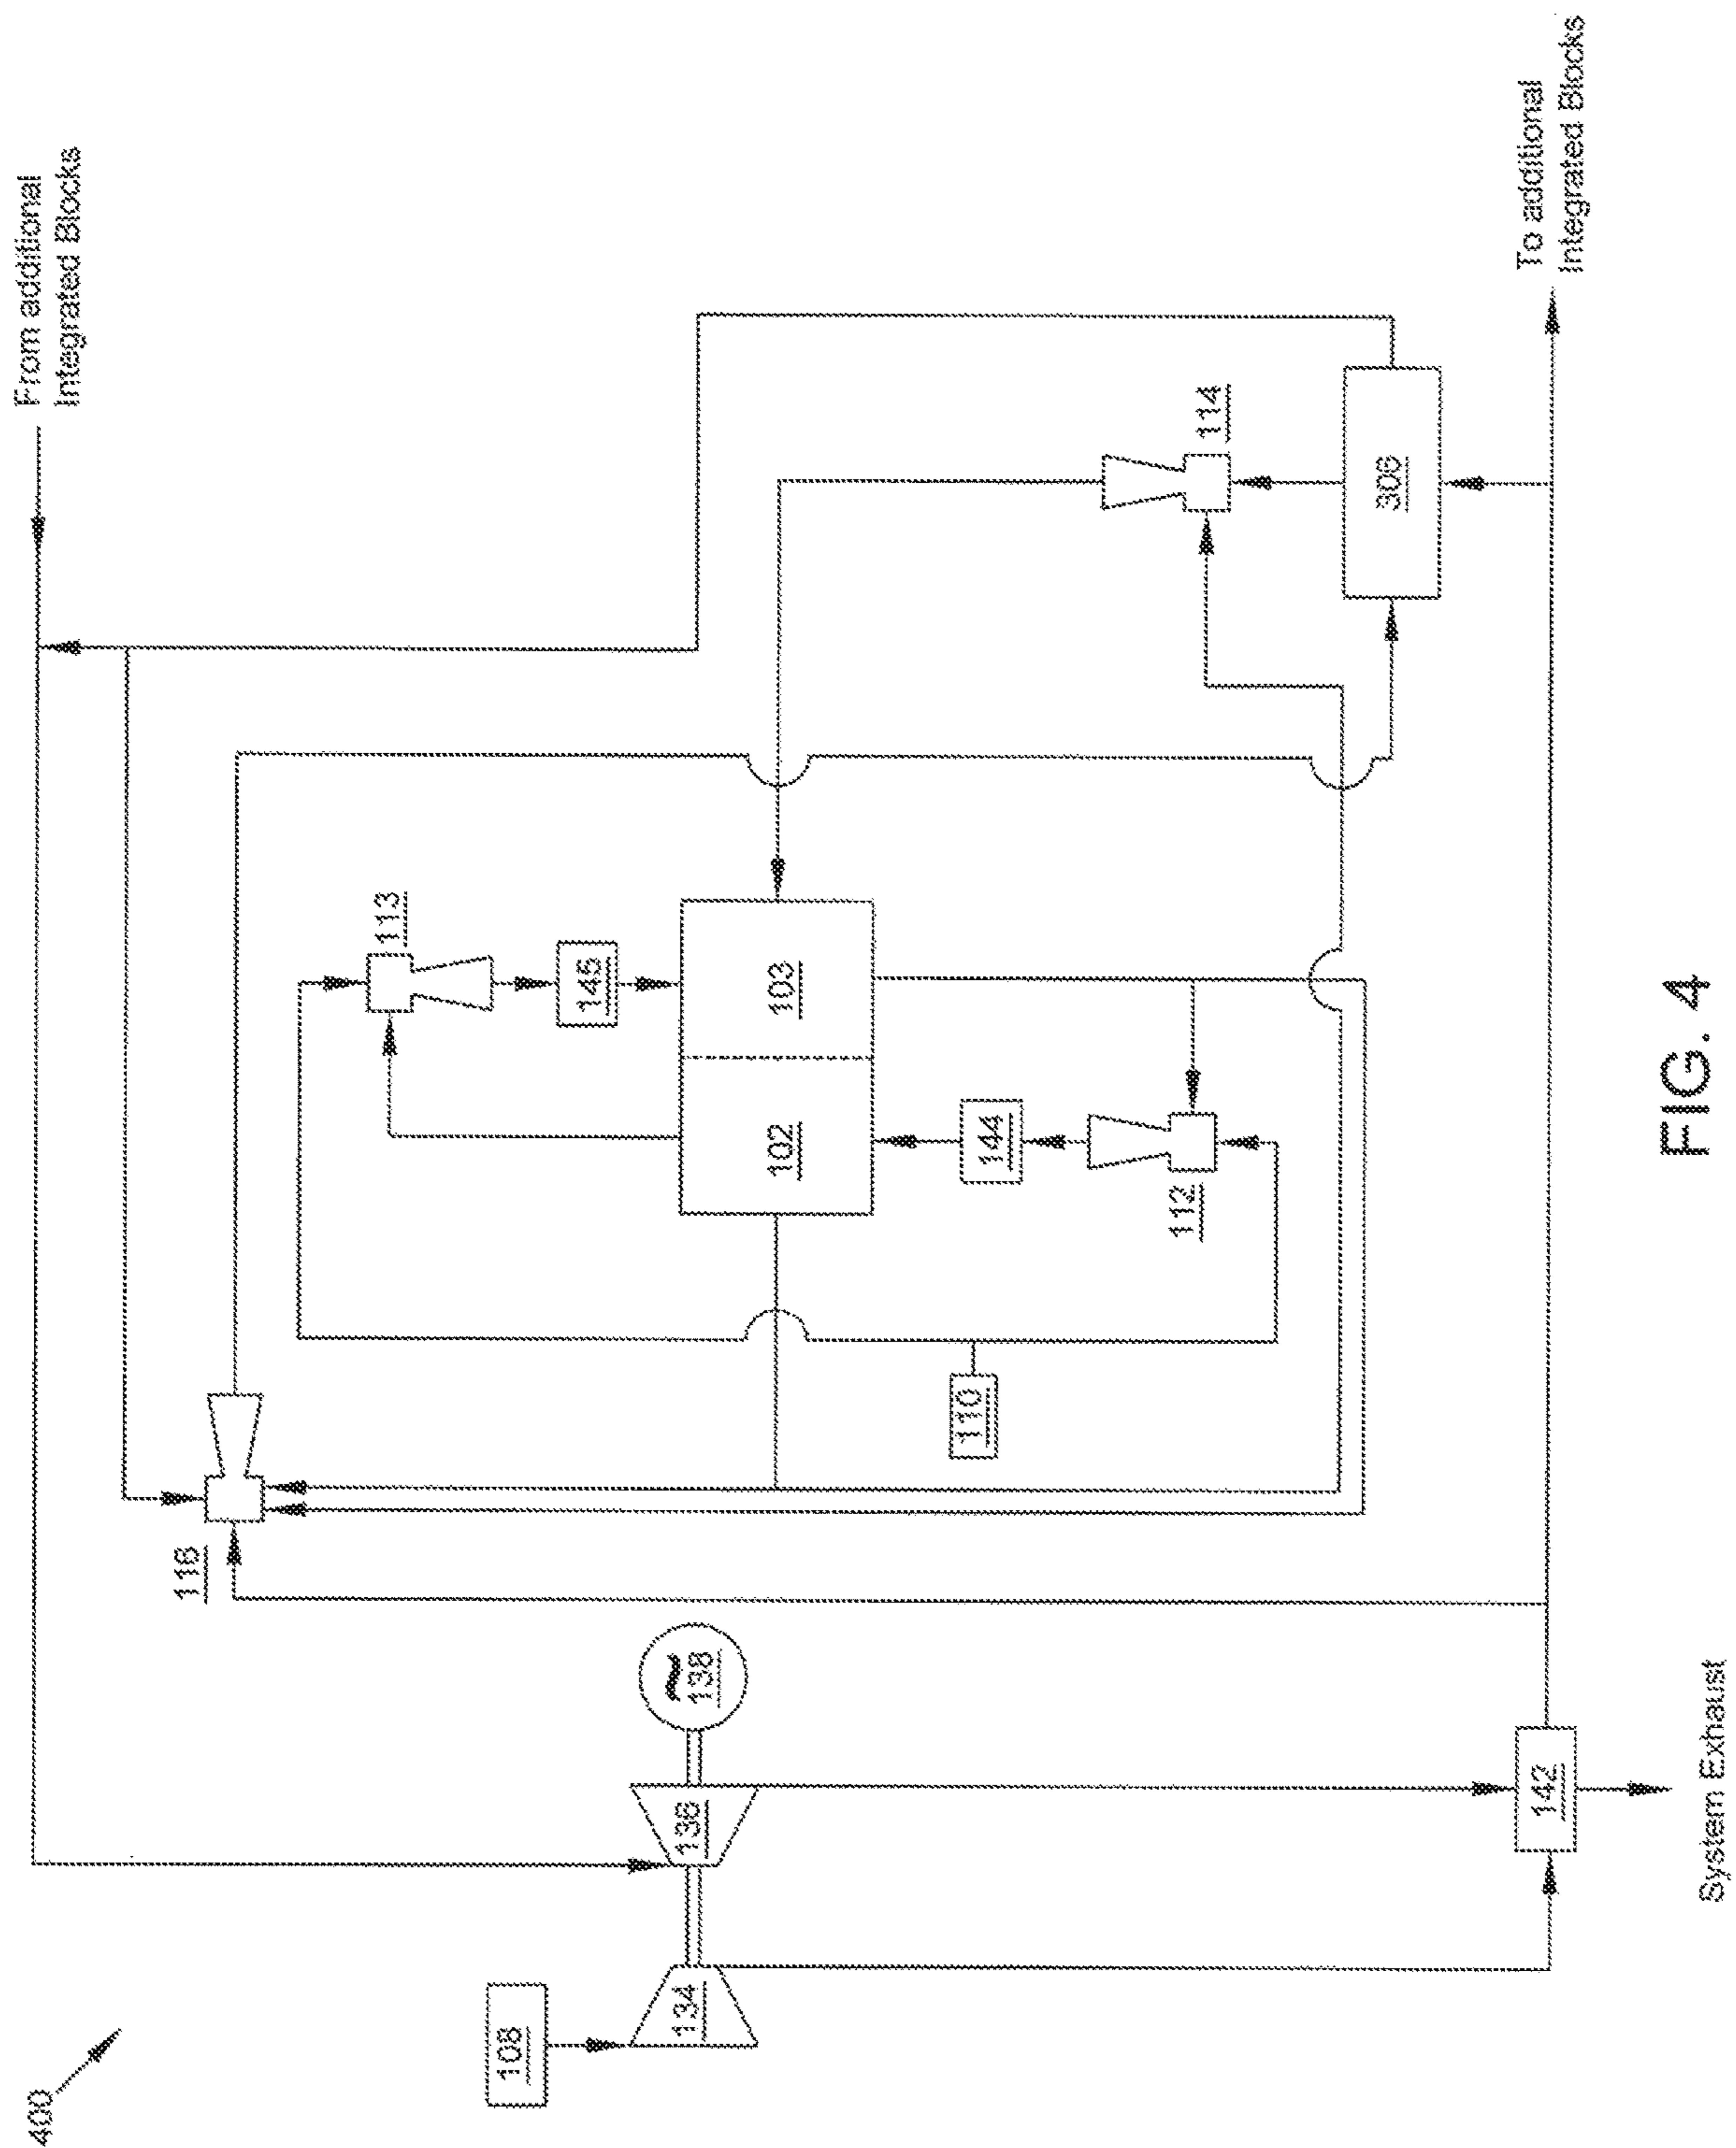 400
From additional
Integrated Blocks
116
113
108
145
134
136
138
102
103
110
144
112
114
306
142
To additional
Integrated Blocks
System Exhaust
FIG. 4